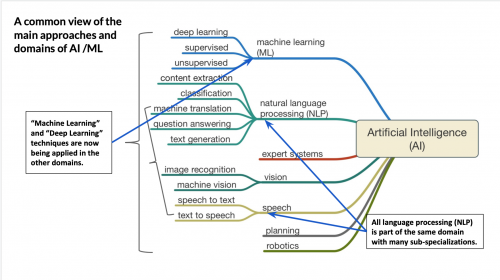 A common view of the
main approaches and
domains of AI /ML
deep learning
supervised
unsupervised
machine learning
(ML)
content extraction
classification
machine translation
question answering
text generation
natural language
processing (NLP)
expert systems
image recognition
machine vision
vision
speech to text
text to speech
speech
planning
robotics
Artificial Intelligence
(AI)
“Machine Learning”
and “Deep Learning”
techniques are now
being applied in the
other domains.
All language processing (NLP)
is part of the same domain
with many sub-specializations.